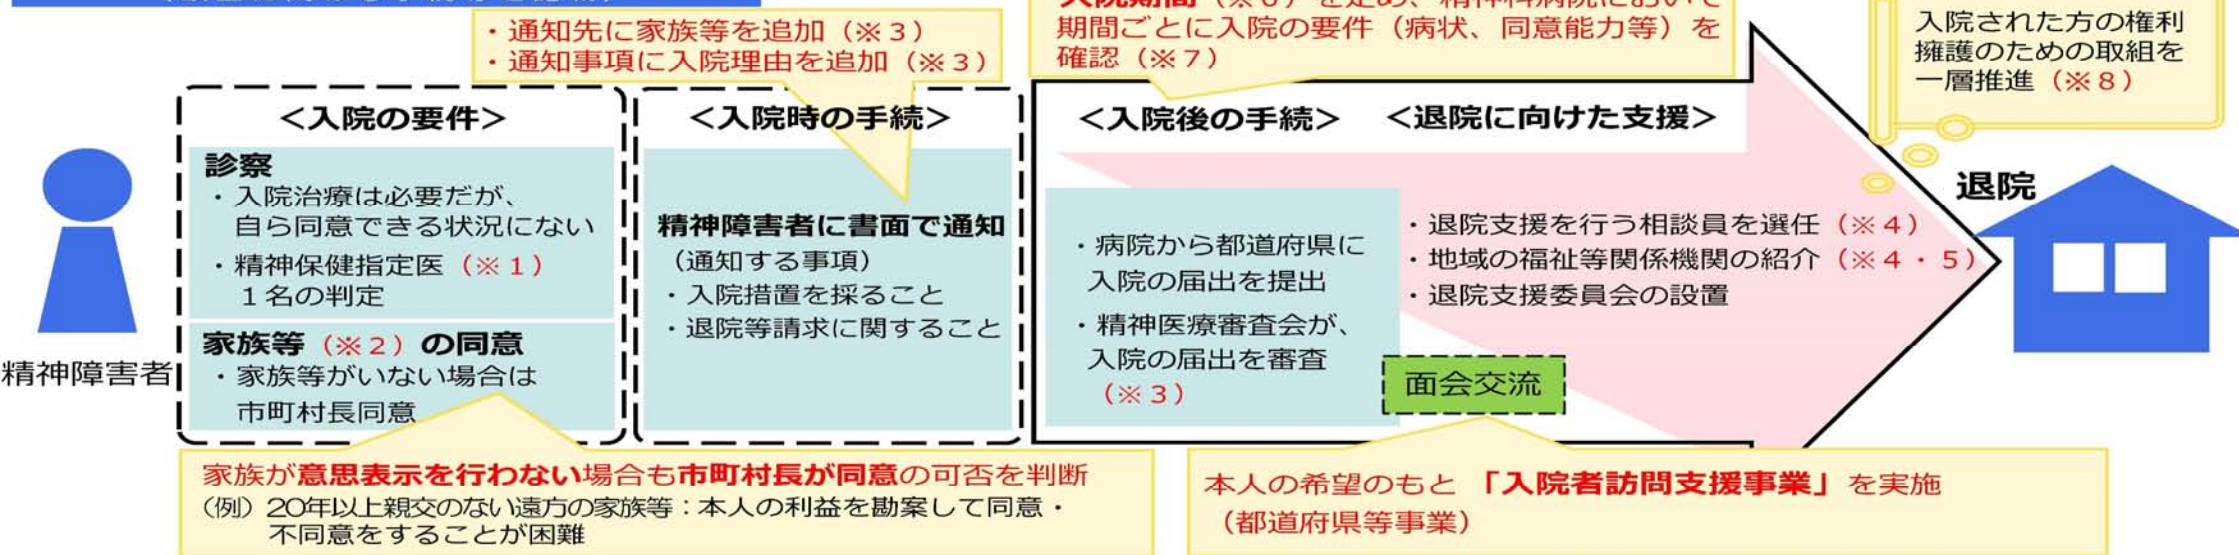 ・通知先に家族等を追加（※３）
・通知事項に入院理由を追加（※３）
期間ごとに入院の要件（病状、同意能力等）を
確認（※７）
入院された方の権利
擁護のための取組を
一層推進（※８）
＜入院の要件＞
診察
・入院治療は必要だが、
自ら同意できる状況にない
・精神保健指定医（※１）
１名の判定
家族等（※２）の同意
・家族等がいない場合は
市町村長同意
精神障害者
＜入院時の手続＞
精神障害者に書面で通知
（通知する事項）
・入院措置を採ること
・退院等請求に関すること
＜入院後の手続＞
・病院から都道府県に
入院の届出を提出
・精神医療審査会が、
入院の届出を審査
（※３）
＜退院に向けた支援＞
・退院支援を行う相談員を選任（※４）
・地域の福祉等関係機関の紹介（※４・５）
・退院支援委員会の設置
面会交流
退院
家族が意思表示を行わない場合も市町村長が同意の可否を判断
（例）20年以上親交のない遠方の家族等：本人の利益を勘案して同意・
不同意をすることが困難
本人の希望のもと「入院者訪問支援事業」を実施
（都道府県等事業）